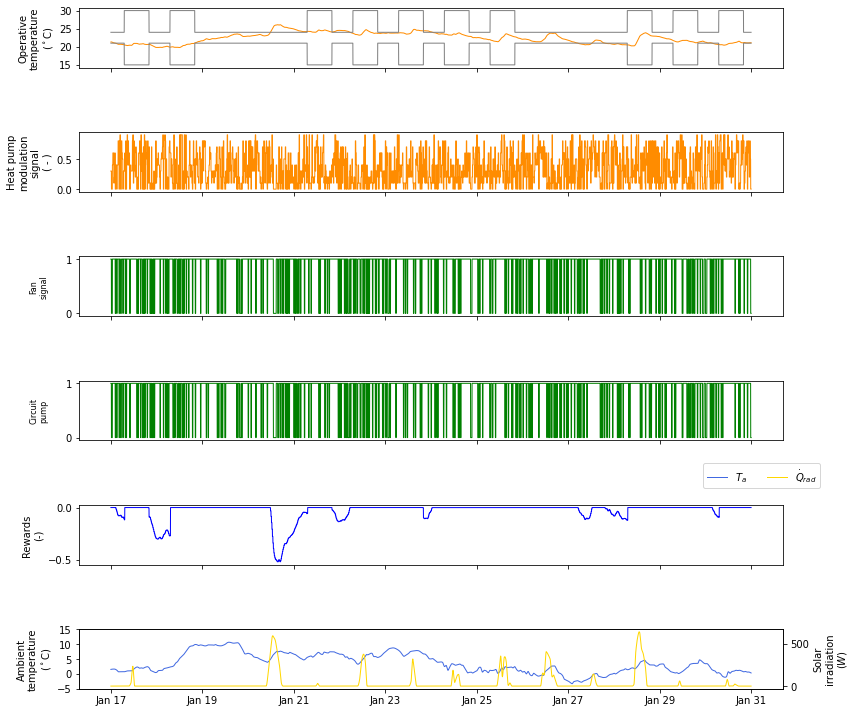 Operative
temperature
(°C)
30
25
20
15
Heat pump
modulation
signal
( - )
0.5
0.0
Fan
signal
1
0
Circuit
pump
1
0
T_a
Q̇_rad
Rewards
(-)
0.0
−0.5
Ambient
temperature
(°C)
15
10
5
0
−5
500
0
Solar
irradiation
(W)
Jan 17 Jan 19 Jan 21 Jan 23 Jan 25 Jan 27 Jan 29 Jan 31